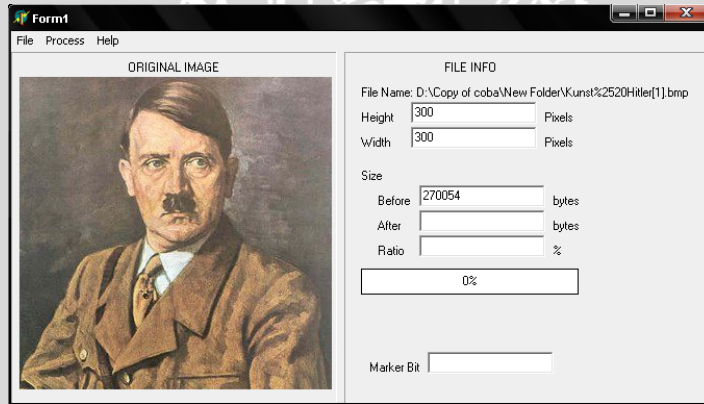 Form1
File Process Help
ORIGINAL IMAGE
FILE INFO
File Name: D:\Copy of coba\New Folder\Kunst%2520Hitler[1].bmp
Height 300 Pixels
Width 300 Pixels
Size
Before 270054 bytes
After bytes
Ratio %
0%
Marker Bit